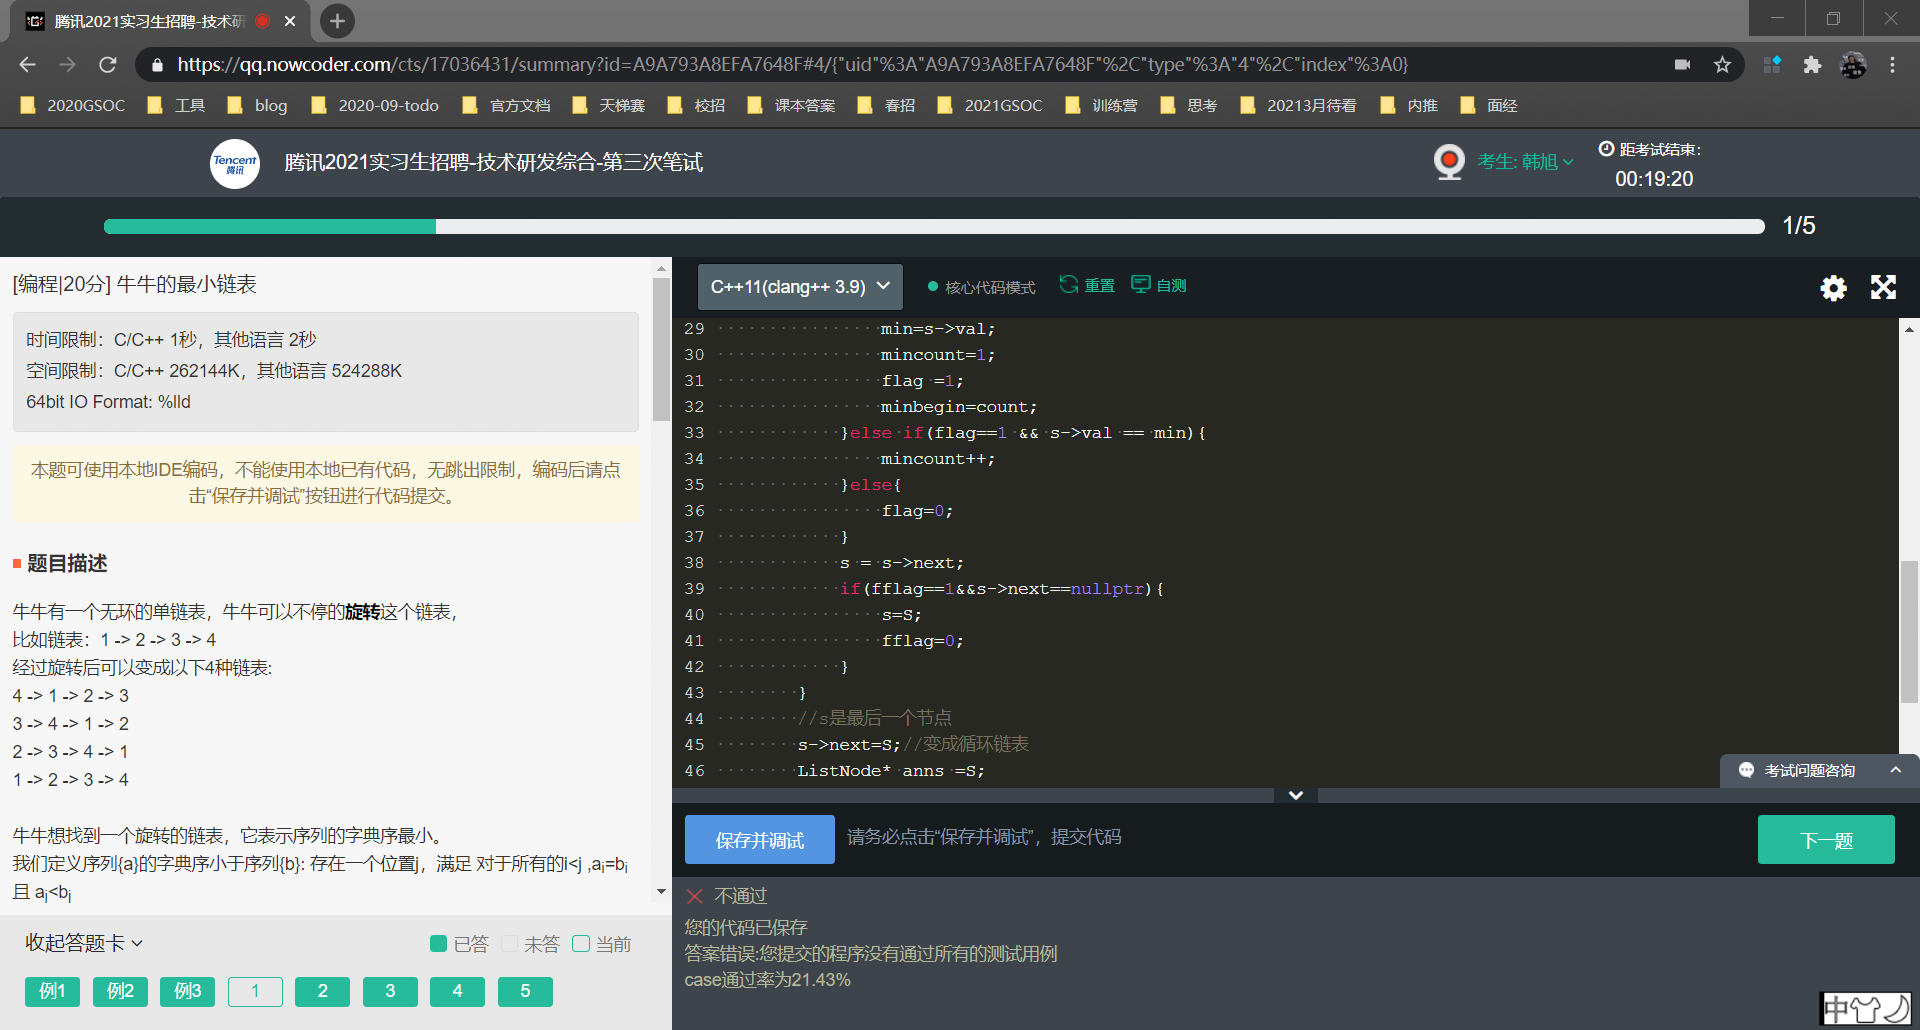 腾讯2021实习生招聘-技术研
https://qq.nowcoder.com/cts/17036431/summary?id=A9A793A8EFA7648F#4/{"uid"%3A"A9A793A8EFA7648F"%2C"type"%3A"4"%2C"index"%3A0}
2020GSOC 工具 blog 2020-09-todo 官方文档 天梯赛 校招 课本答案 春招 2021GSOC 训练营 思考 20213月待看 内推 面经
Tencent
腾讯
腾讯2021实习生招聘-技术研发综合-第三次笔试
考生: 韩旭
距考试结束:
00:19:20
1/5
[编程|20分] 牛牛的最小链表
时间限制：C/C++ 1秒，其他语言 2秒
空间限制：C/C++ 262144K，其他语言 524288K
64bit IO Format: %lld
本题可使用本地IDE编码，不能使用本地已有代码，无跳出限制，编码后请点
击“保存并调试”按钮进行代码提交。
题目描述
牛牛有一个无环的单链表，牛牛可以不停的旋转这个链表，
比如链表：1 -> 2 -> 3 -> 4
经过旋转后可以变成以下4种链表:
4 -> 1 -> 2 -> 3
3 -> 4 -> 1 -> 2
2 -> 3 -> 4 -> 1
1 -> 2 -> 3 -> 4
牛牛想找到一个旋转的链表，它表示序列的字典序最小。
我们定义序列{a}的字典序小于序列{b}: 存在一个位置j，满足 对于所有的i<j ,ai=bi
且 aj<bj
收起答题卡
已答 未答 当前
例1 例2 例3 1 2 3 4 5
C++11(clang++ 3.9)
核心代码模式 重置 自测
29 min=s->val;
30 mincount=1;
31 flag =1;
32 minbegin=count;
33 }else if(flag==1 && s->val == min){
34 mincount++;
35 }else{
36 flag=0;
37 }
38 s = s->next;
39 if(fflag==1&&s->next==nullptr){
40 s=S;
41 fflag=0;
42 }
43 }
44 //s是最后一个节点
45 s->next=S;//变成循环链表
46 ListNode* anns =S;
考试问题咨询
保存并调试
请务必点击“保存并调试”，提交代码
下一题
不通过
您的代码已保存
答案错误:您提交的程序没有通过所有的测试用例
case通过率为21.43%
中